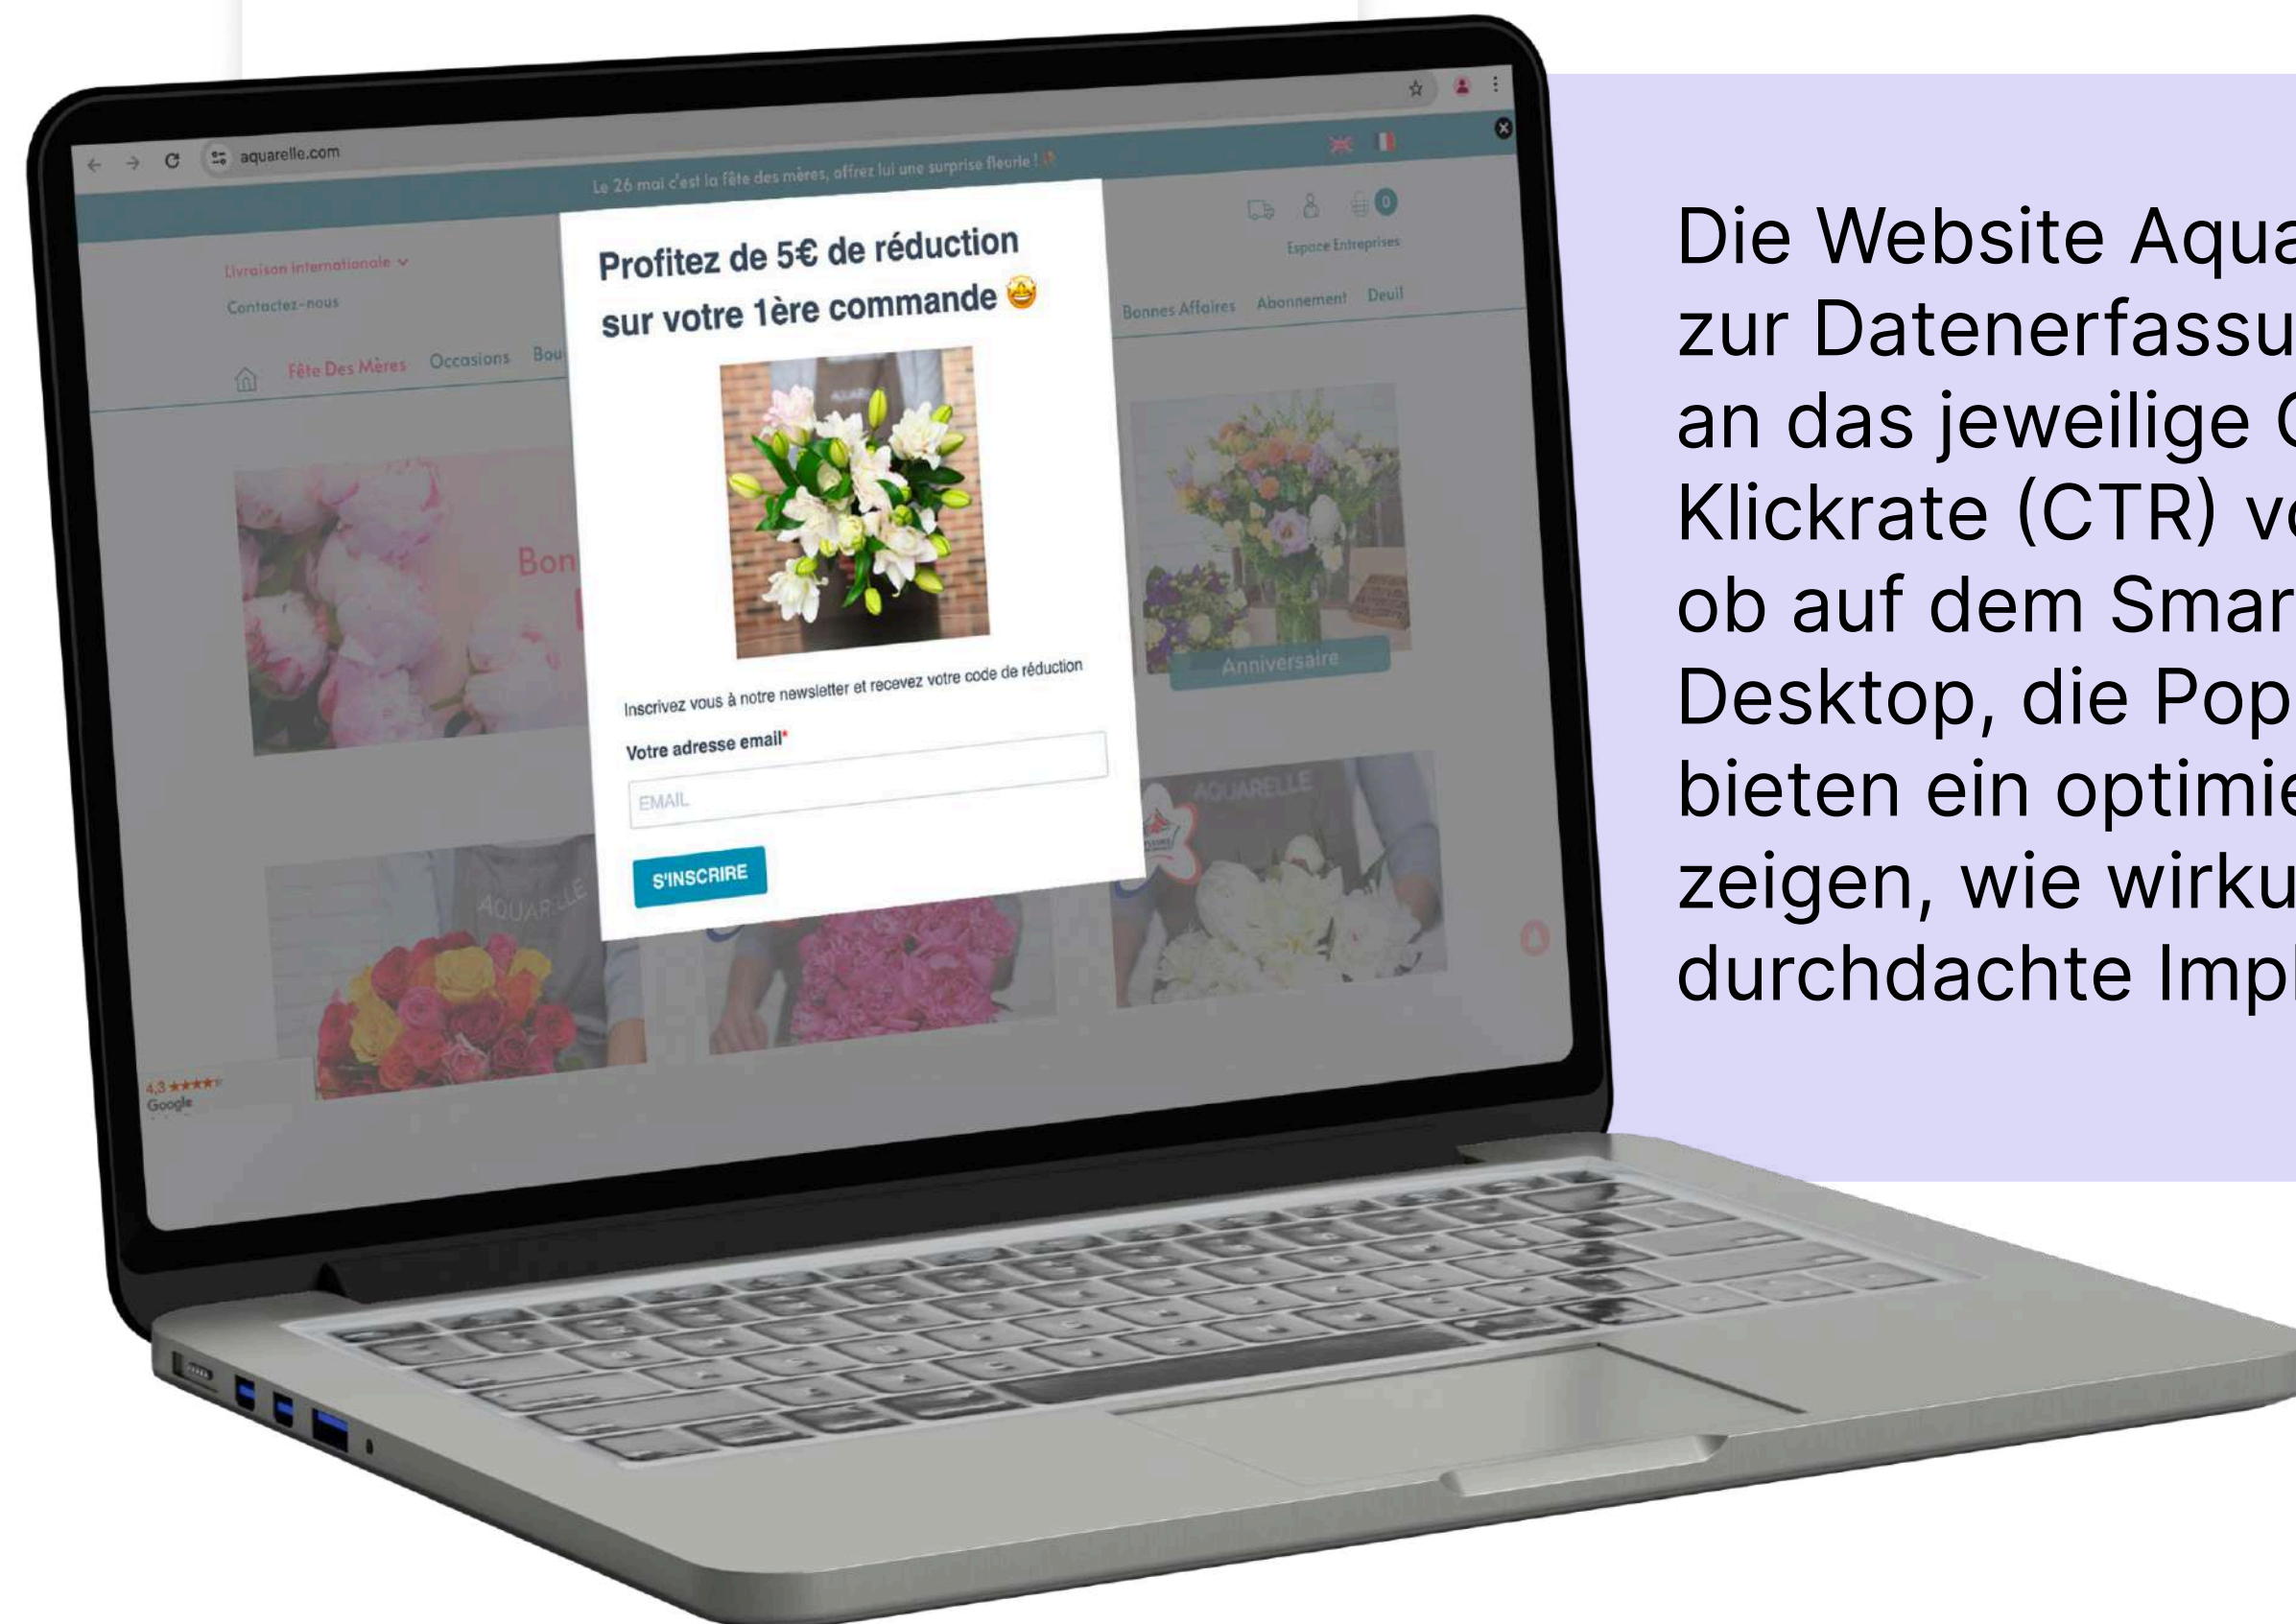 aquarelle.com
Le 26 mai c'est la fête des mères, offrez lui une surprise fleurie !
Livraison internationale
Contactez-nous
0
Espace Entreprises
Fête Des Mères Occasions Bou
Bonnes Affaires Abonnement Deuil
Profitez de 5€ de réduction
sur votre 1ère commande 🤩
Bon
Anniversaire
Inscrivez vous à notre newsletter et recevez votre code de réduction
Votre adresse email*
EMAIL
S'INSCRIRE
AQUARELLE
AQUARELLE
4,3 ★★★★★
Google
Die Website Aqua
zur Datenerfassu
an das jeweilige
Klickrate (CTR) vo
ob auf dem Smar
Desktop, die Pop
bieten ein optimie
zeigen, wie wirku
durchdachte Impl